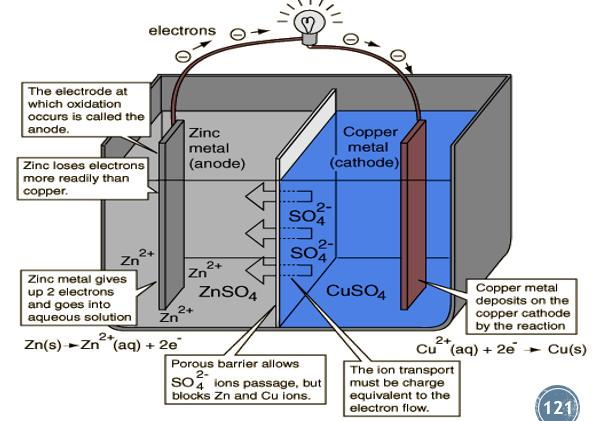 electrons
The electrode at
which oxidation
occurs is called the
anode.
Zinc
metal
(anode)
Copper
metal
(cathode)
Zinc loses electrons
more readily than
copper.
SO4 2-
SO4 2-
Zn2+
Zn2+
Zn2+
ZnSO4
CuSO4
Zinc metal gives
up 2 electrons
and goes into
aqueous solution
Copper metal
deposits on the
copper cathode
by the reaction
Zn(s) → Zn2+(aq) + 2e-
Cu2+(aq) + 2e- → Cu(s)
Porous barrier allows
SO4 2- ions passage, but
blocks Zn and Cu ions.
The ion transport
must be charge
equivalent to the
electron flow.
121